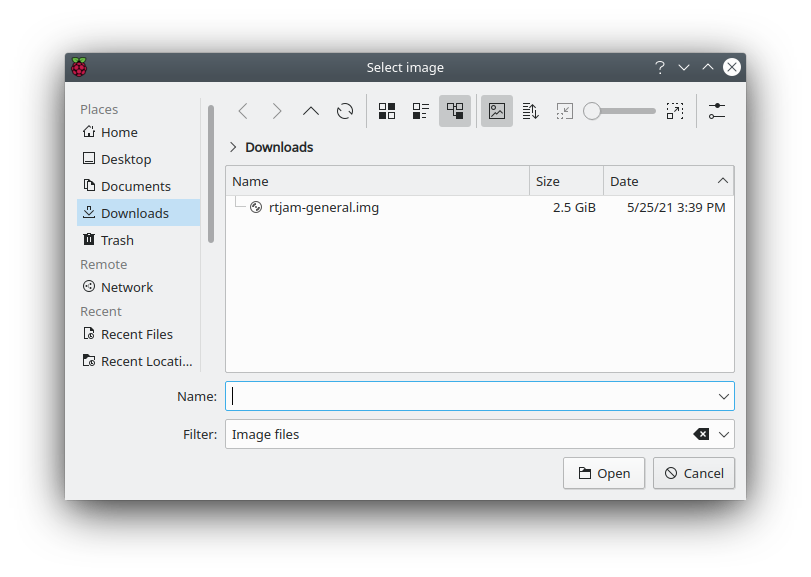 Select image
Places
Home
Desktop
Documents
Downloads
Trash
Remote
Network
Recent
Recent Files
Recent Locati...
Downloads
Name Size Date
rtjam-general.img 2.5 GiB 5/25/21 3:39 PM
Name:
Filter: Image files
Open Cancel